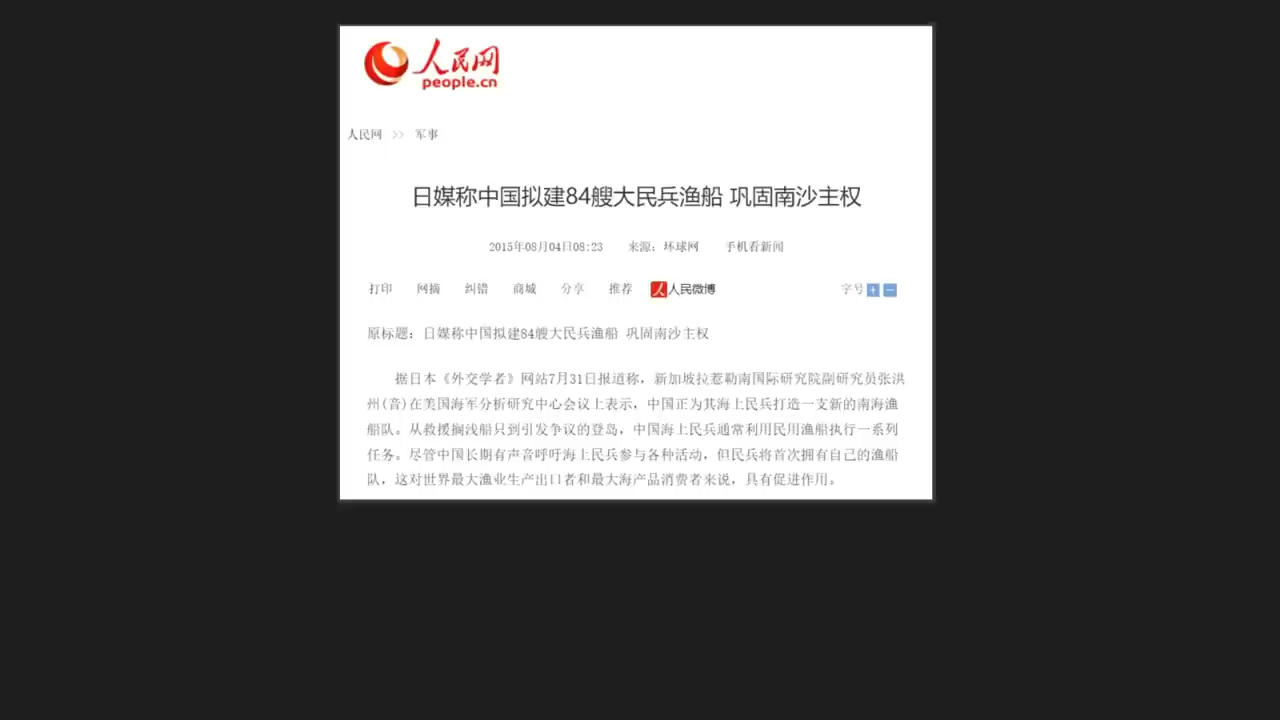 人民网
people.cn
人民网 >> 军事
日媒称中国拟建84艘大民兵渔船 巩固南沙主权
2015年08月04日08:23 来源：环球网 手机看新闻
打印 网摘 纠错 商城 分享 推荐 人 人民微博 字号 + -
原标题：日媒称中国拟建84艘大民兵渔船 巩固南沙主权
据日本《外交学者》网站7月31日报道称，新加坡拉惹勒南国际研究院副研究员张洪
州(音)在美国海军分析研究中心会议上表示，中国正为其海上民兵打造一支新的南海渔
船队。从救援搁浅船只到引发争议的登岛，中国海上民兵通常利用民用渔船执行一系列
任务。尽管中国长期有声音呼吁海上民兵参与各种活动，但民兵将首次拥有自己的渔船
队，这对世界最大渔业生产出口者和最大海产品消费者来说，具有促进作用。